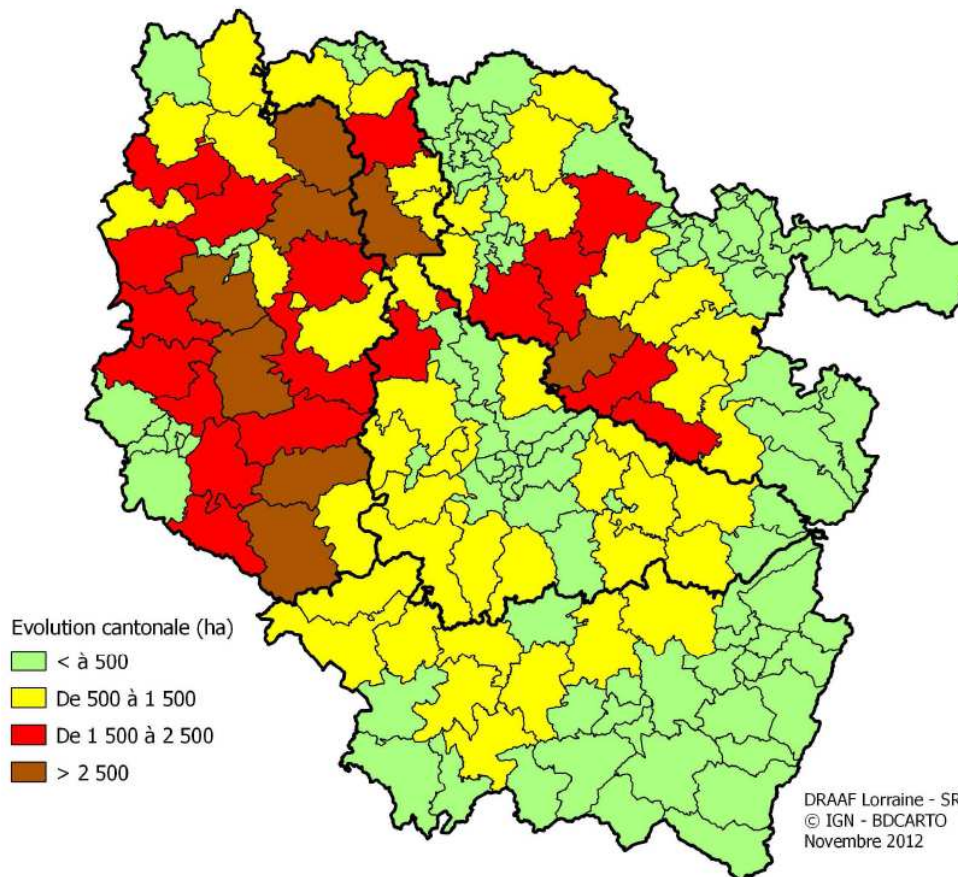 Evolution cantonale (ha)
< à 500
De 500 à 1 500
De 1 500 à 2 500
> 2 500
DRAAF Lorraine - SR
© IGN - BDCARTO
Novembre 2012